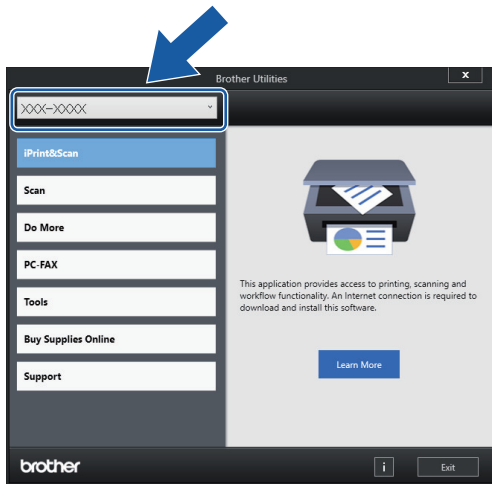 Brother Utilities
X
XXX-XXXX
iPrint&Scan
Scan
Do More
PC-FAX
Tools
Buy Supplies Online
Support
This application provides access to printing, scanning and
workflow functionality. An Internet connection is required to
download and install this software.
Learn More
brother
i
Exit